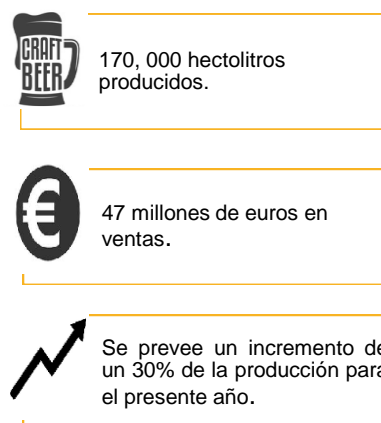 CRAFT
BEER
170, 000 hectolitros
producidos.
€
47 millones de euros en
ventas.
Se prevee un incremento de
un 30% de la producción para
el presente año.